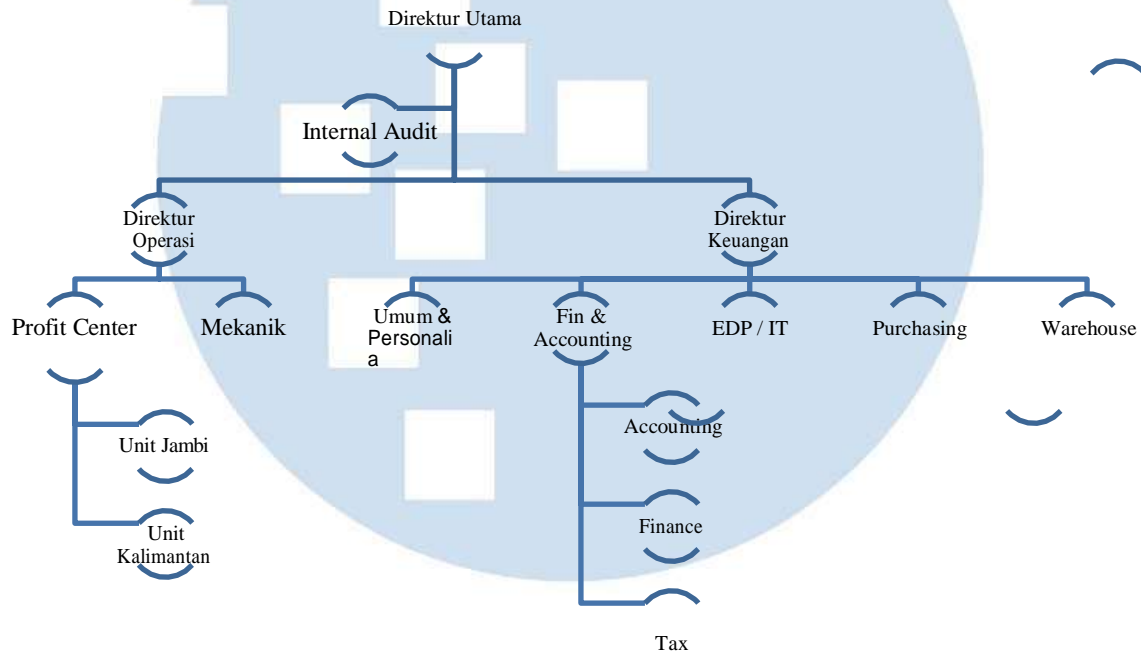 Direktur Utama
Internal Audit
Direktur
Operasi
Direktur
Keuangan
Profit Center
Mekanik
Umum &
Personali
a
Fin &
Accounting
EDP / IT
Purchasing
Warehouse
Unit Jambi
Accounting
Unit
Kalimantan
Finance
Tax